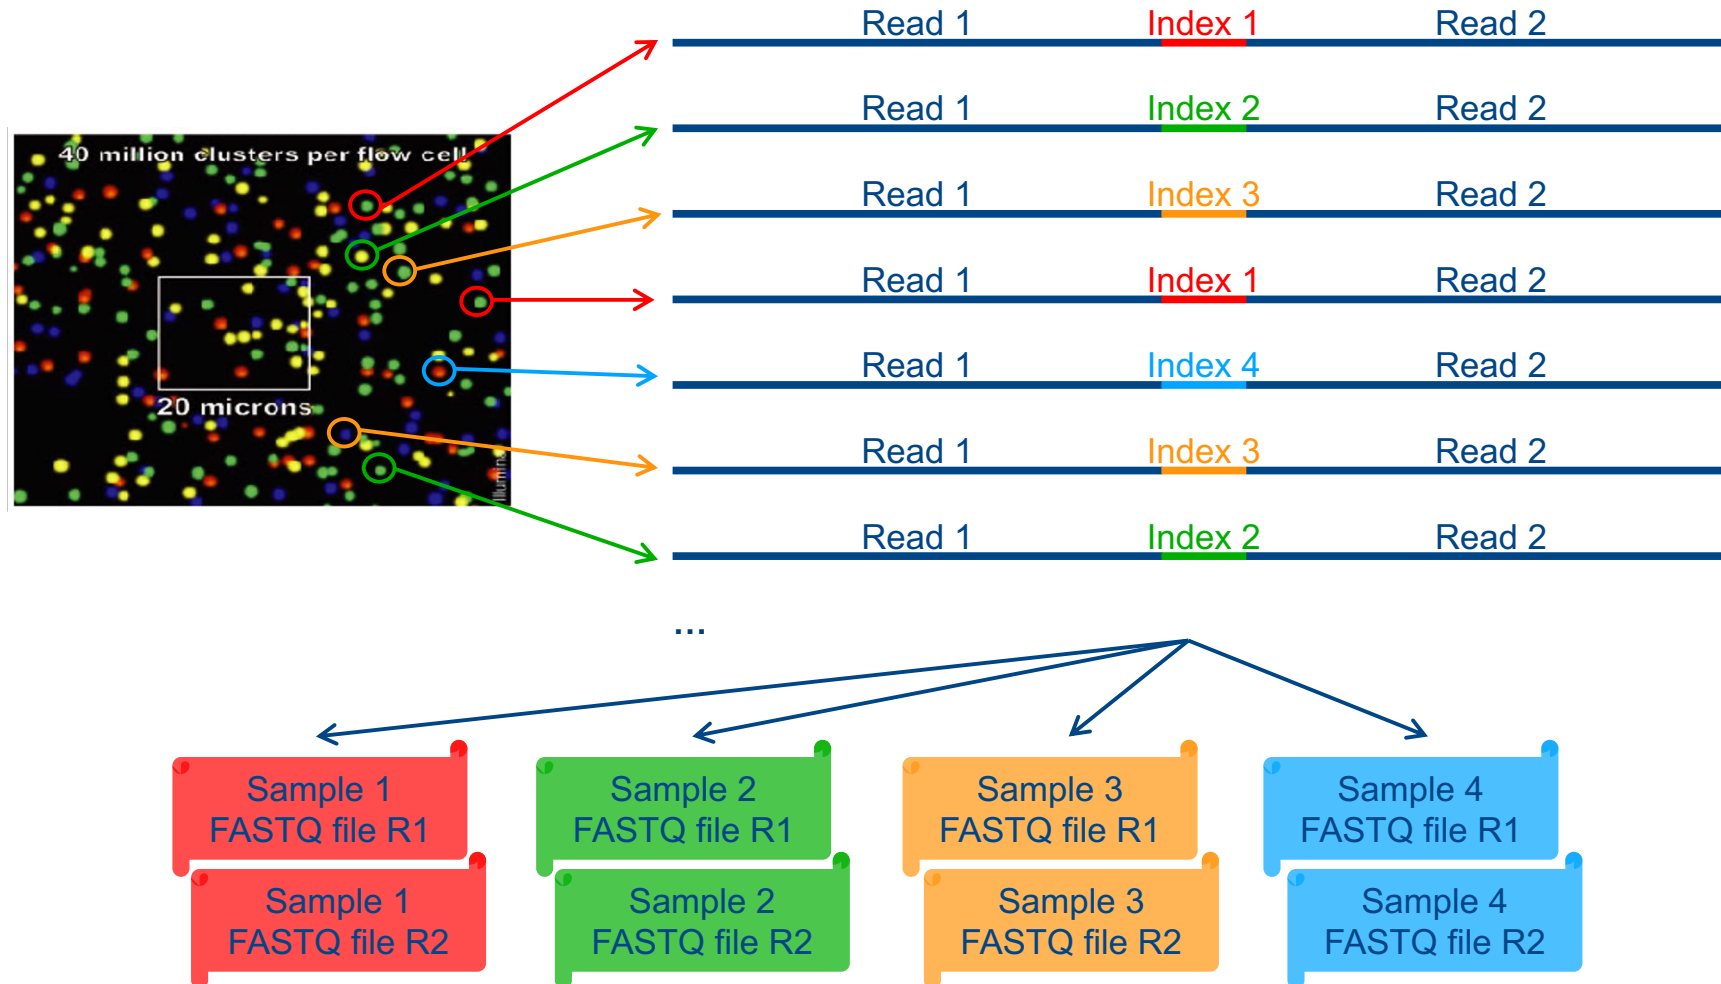 Read 1 Index 1 Read 2
Read 1 Index 2 Read 2
Read 1 Index 3 Read 2
Read 1 Index 1 Read 2
Read 1 Index 4 Read 2
Read 1 Index 3 Read 2
Read 1 Index 2 Read 2
...
40 million clusters per flow cell
20 microns
illumina
Sample 1
FASTQ file R1
Sample 1
FASTQ file R2
Sample 2
FASTQ file R1
Sample 2
FASTQ file R2
Sample 3
FASTQ file R1
Sample 3
FASTQ file R2
Sample 4
FASTQ file R1
Sample 4
FASTQ file R2